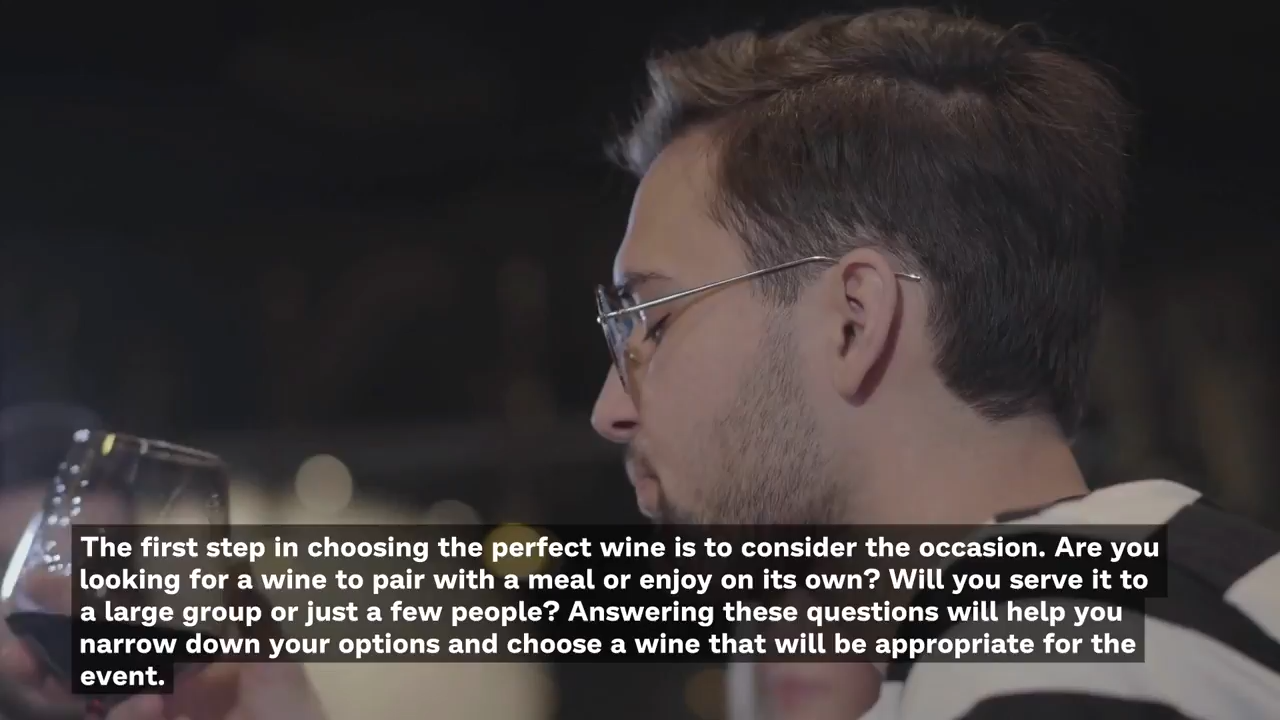 The first step in choosing the perfect wine is to consider the occasion. Are you
looking for a wine to pair with a meal or enjoy on its own? Will you serve it to
a large group or just a few people? Answering these questions will help you
narrow down your options and choose a wine that will be appropriate for the
event.